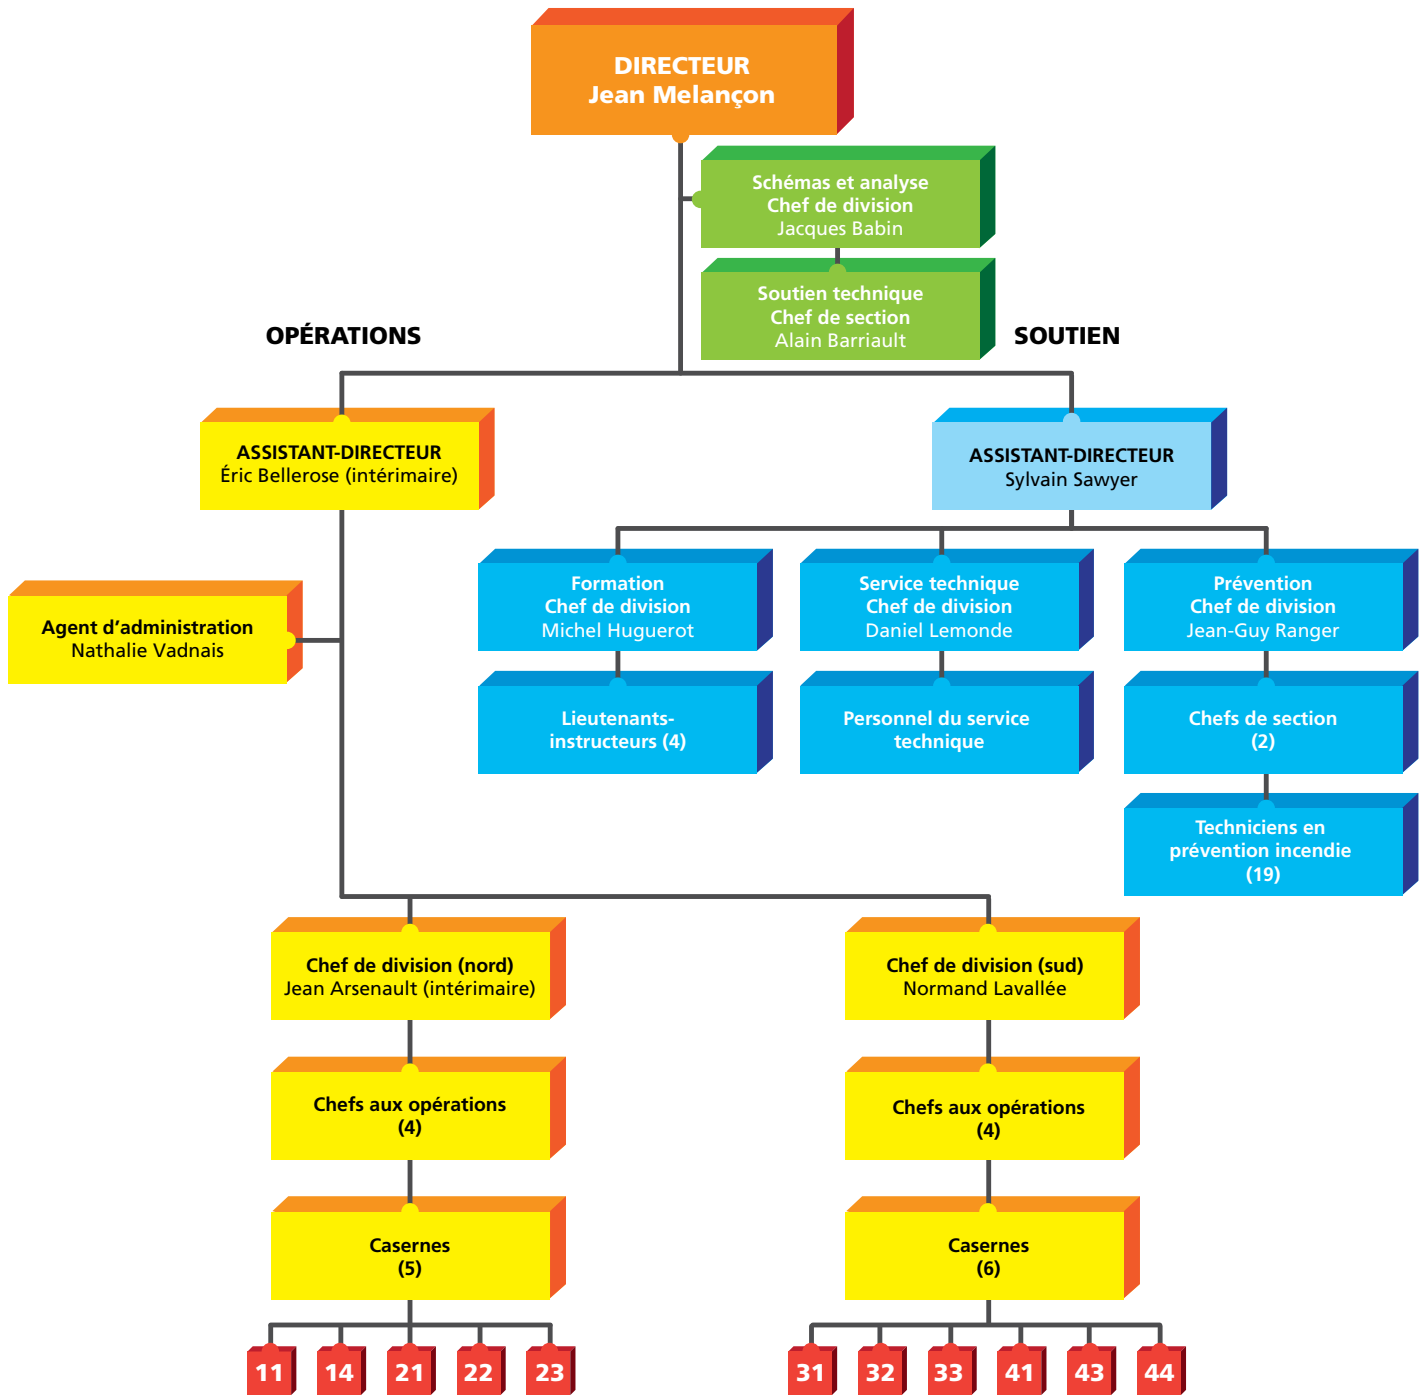 DIRECTEUR
Jean Melançon
Schémas et analyse
Chef de division
Jacques Babin
Soutien technique
Chef de section
Alain Barriault
OPÉRATIONS
SOUTIEN
ASSISTANT-DIRECTEUR
Éric Bellerose (intérimaire)
ASSISTANT-DIRECTEUR
Sylvain Sawyer
Agent d’administration
Nathalie Vadnais
Formation
Chef de division
Michel Huguerot
Service technique
Chef de division
Daniel Lemonde
Prévention
Chef de division
Jean-Guy Ranger
Lieutenants-
instructeurs (4)
Personnel du service
technique
Chefs de section
(2)
Techniciens en
prévention incendie
(19)
Chef de division (nord)
Jean Arsenault (intérimaire)
Chef de division (sud)
Normand Lavallée
Chefs aux opérations
(4)
Chefs aux opérations
(4)
Casernes
(5)
Casernes
(6)
11 14 21 22 23
31 32 33 41 43 44